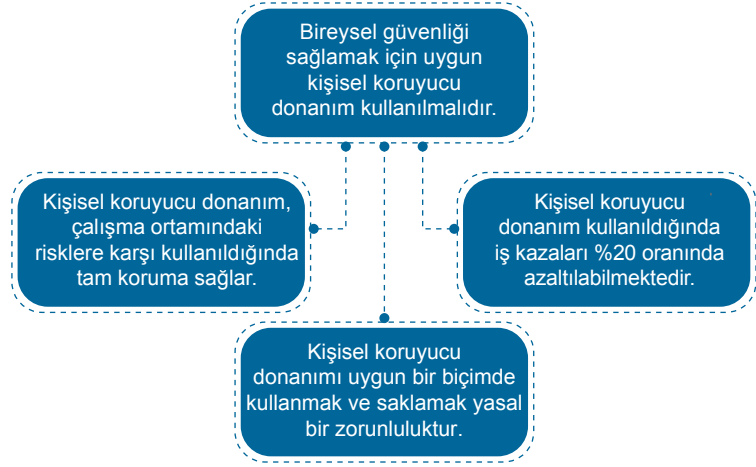 Bireysel güvenliği
sağlamak için uygun
kişisel koruyucu
donanım kullanılmalıdır.
Kişisel koruyucu donanım,
çalışma ortamındaki
risklere karşı kullanıldığında
tam koruma sağlar.
Kişisel koruyucu
donanım kullanıldığında
iş kazaları %20 oranında
azaltılabilmektedir.
Kişisel koruyucu
donanımı uygun bir biçimde
kullanmak ve saklamak yasal
bir zorunluluktur.